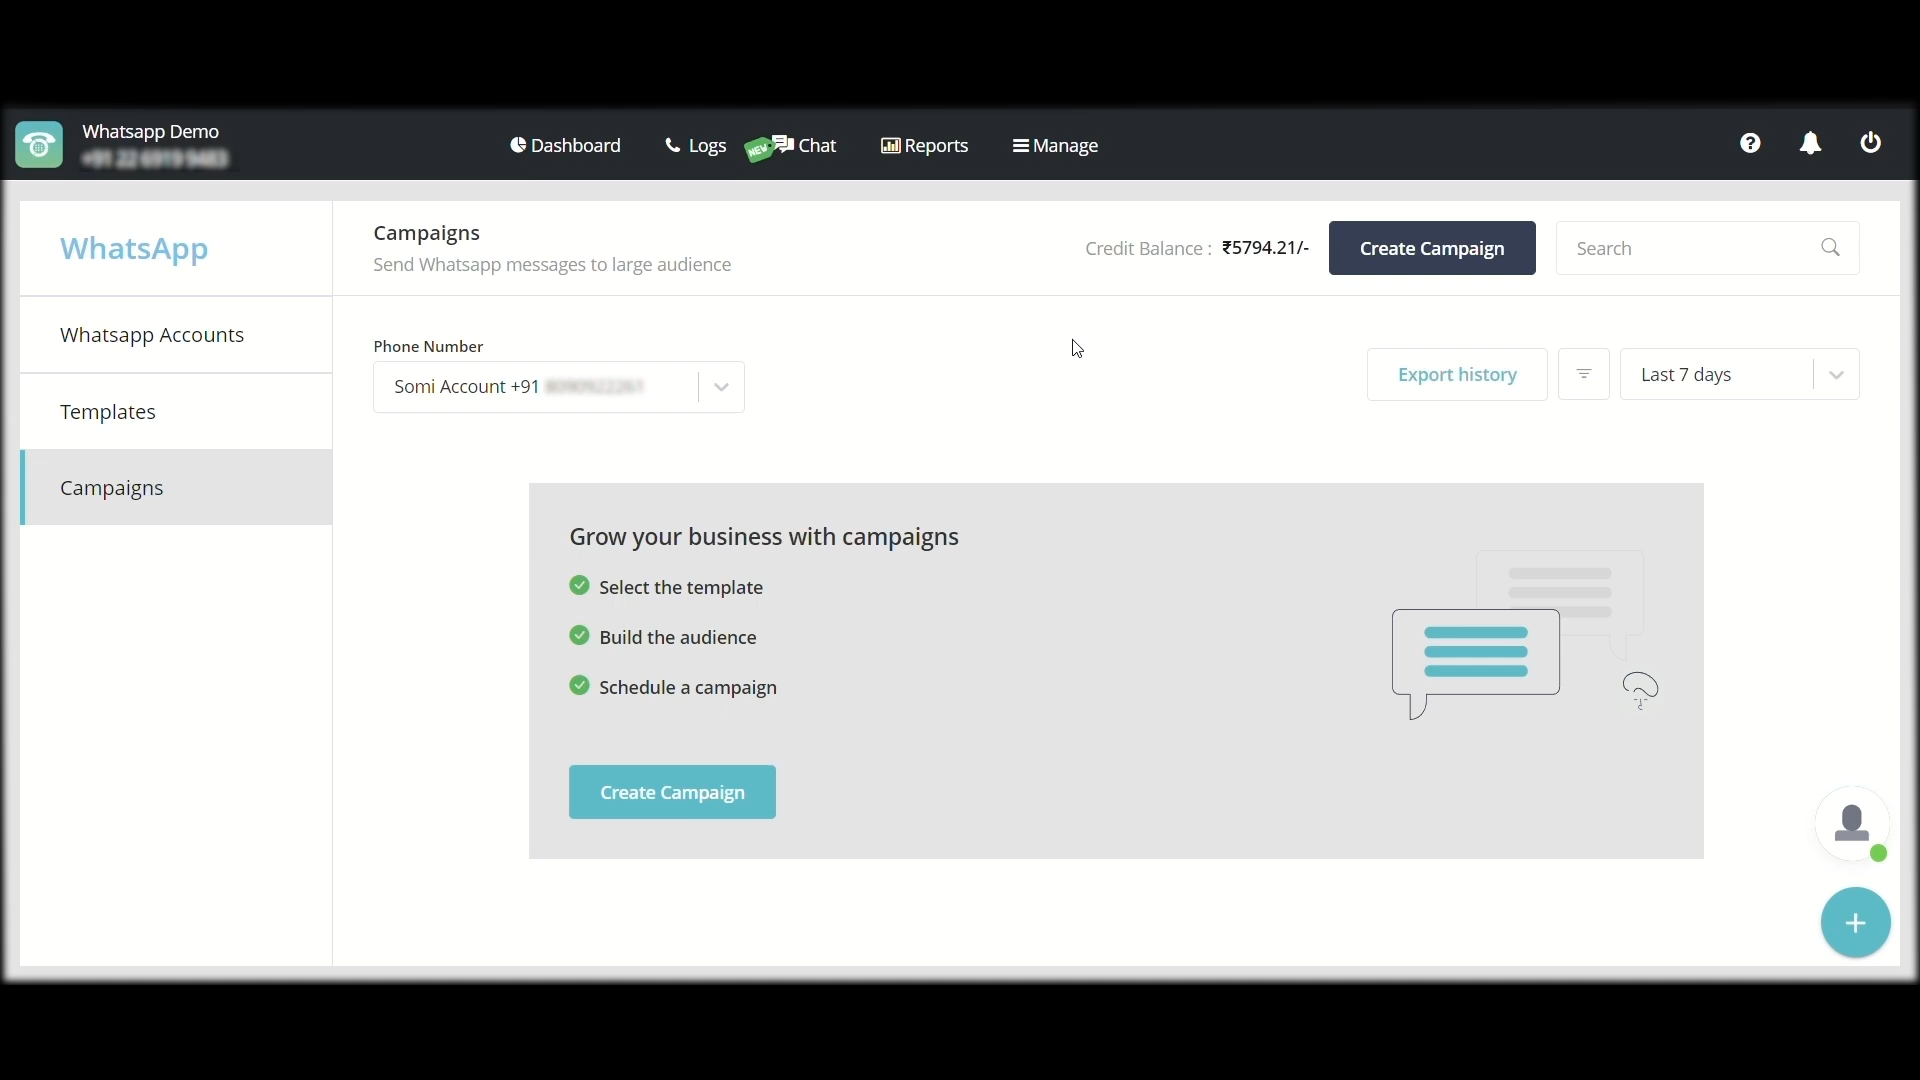 Whatsapp Demo
Dashboard
Logs
NEW
Chat
Reports
Manage
WhatsApp
Whatsapp Accounts
Templates
Campaigns
Campaigns
Send Whatsapp messages to large audience
Credit Balance : ₹5794.21/-
Create Campaign
Search
Phone Number
Somi Account +91
Export history
Last 7 days
Grow your business with campaigns
Select the template
Build the audience
Schedule a campaign
Create Campaign